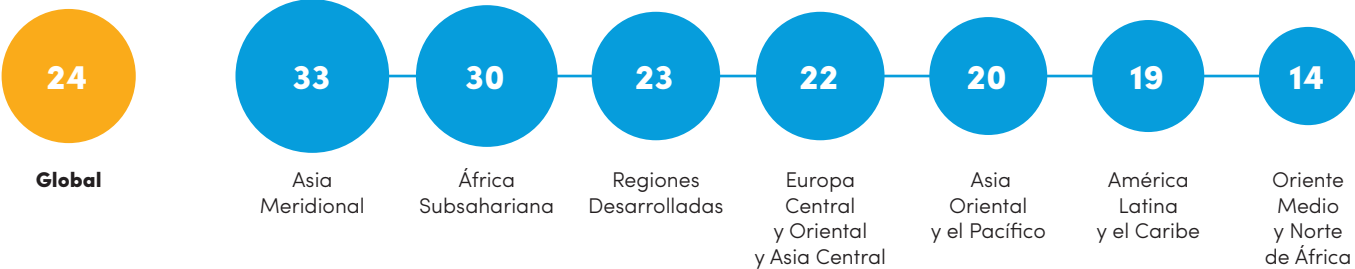 24
33
30
23
22
20
19
14
Global
Asia
Meridional
África
Subsahariana
Regiones
Desarrolladas
Europa
Central
y Oriental
y Asia Central
Asia
Oriental
y el Pacífico
América
Latina
y el Caribe
Oriente
Medio
y Norte
de África